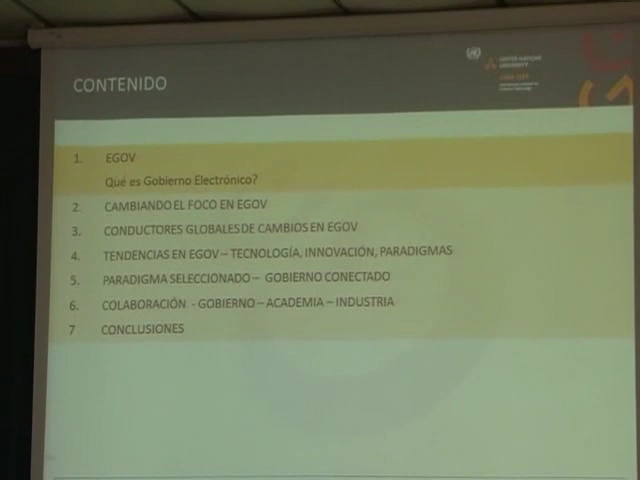 CONTENIDO
UNITED NATIONS
UNIVERSITY
1. EGOV
Qué es Gobierno Electrónico?
2. CAMBIANDO EL FOCO EN EGOV
3. CONDUCTORES GLOBALES DE CAMBIOS EN EGOV
4. TENDENCIAS EN EGOV – TECNOLOGÍA, INNOVACIÓN, PARADIGMAS
5. PARADIGMA SELECCIONADO – GOBIERNO CONECTADO
6. COLABORACIÓN - GOBIERNO – ACADEMIA – INDUSTRIA
7 CONCLUSIONES